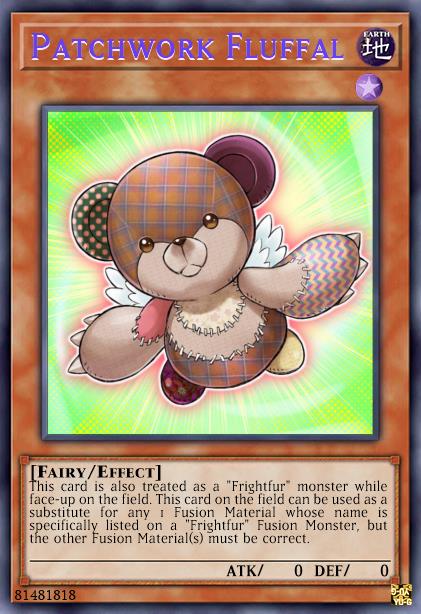 Patchwork Fluffal
EARTH
地
[Fairy/Effect]
This card is also treated as a "Frightfur" monster while
face-up on the field. This card on the field can be used as a
substitute for any 1 Fusion Material whose name is
specifically listed on a "Frightfur" Fusion Monster, but
the other Fusion Material(s) must be correct.
ATK/ 0 DEF/ 0
81481818